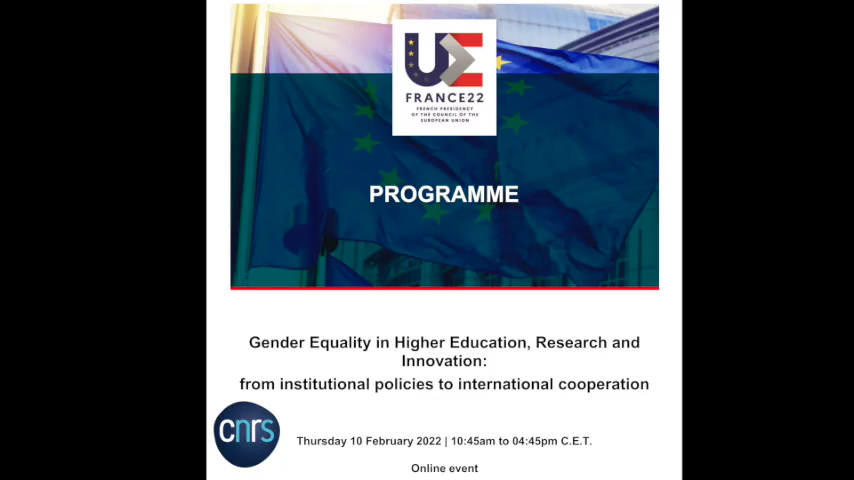 UE
FRANCE22
FRENCH PRESIDENCY
OF THE COUNCIL OF THE
EUROPEAN UNION
PROGRAMME
Gender Equality in Higher Education, Research and
Innovation:
from institutional policies to international cooperation
cnrs
Thursday 10 February 2022 | 10:45am to 04:45pm C.E.T.
Online event